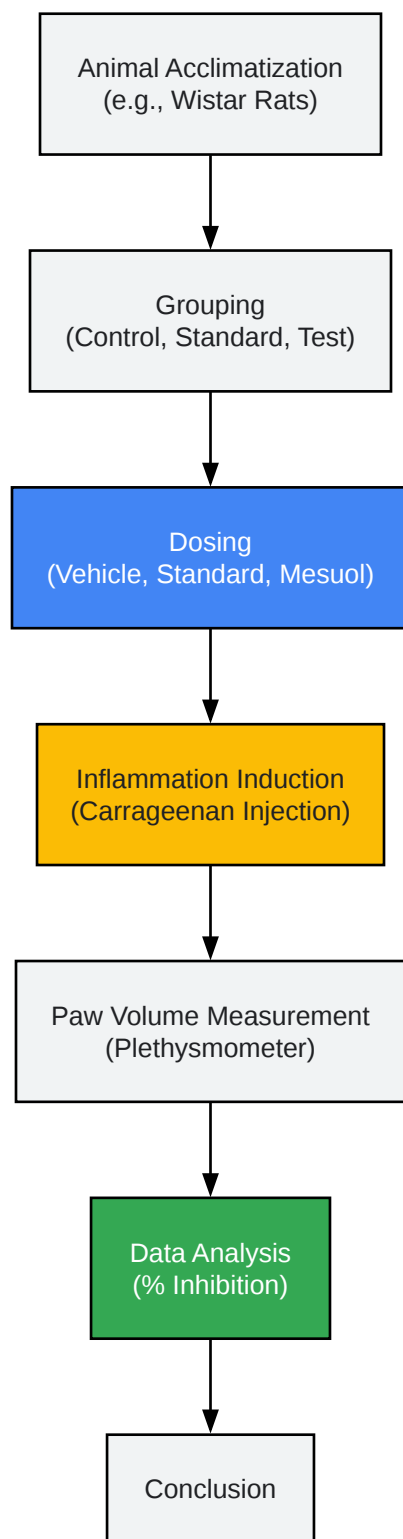 Animal Acclimatization
(e.g., Wistar Rats)
Grouping
(Control, Standard, Test)
Dosing
(Vehicle, Standard, Mesuol)
Inflammation Induction
(Carrageenan Injection)
Paw Volume Measurement
(Plethysmometer)
Data Analysis
(% Inhibition)
Conclusion